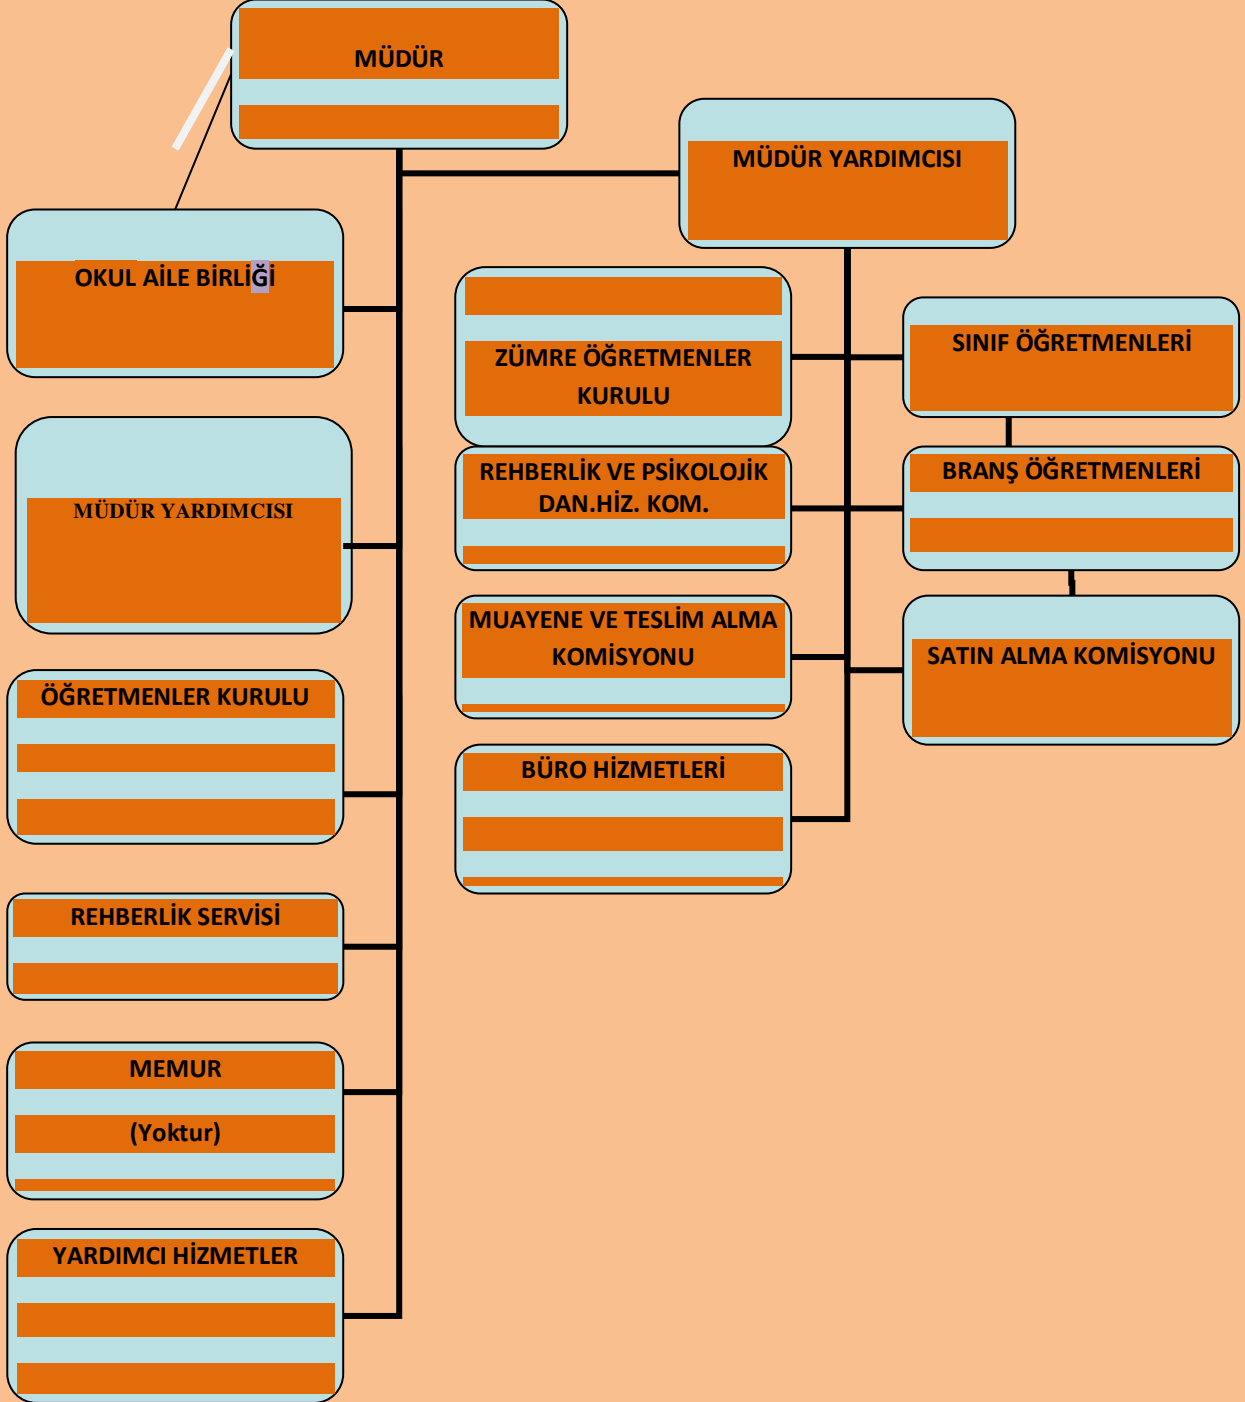 MÜDÜR
MÜDÜR YARDIMCISI
OKUL AİLE BİRLİĞİ
ZÜMRE ÖĞRETMENLER
KURULU
SINIF ÖĞRETMENLERİ
REHBERLİK VE PSİKOLOJİK
DAN.HİZ. KOM.
BRANŞ ÖĞRETMENLERİ
MÜDÜR YARDIMCISI
MUAYENE VE TESLİM ALMA
KOMİSYONU
SATIN ALMA KOMİSYONU
ÖĞRETMENLER KURULU
BÜRO HİZMETLERİ
REHBERLİK SERVİSİ
MEMUR
(Yoktur)
YARDIMCI HİZMETLER